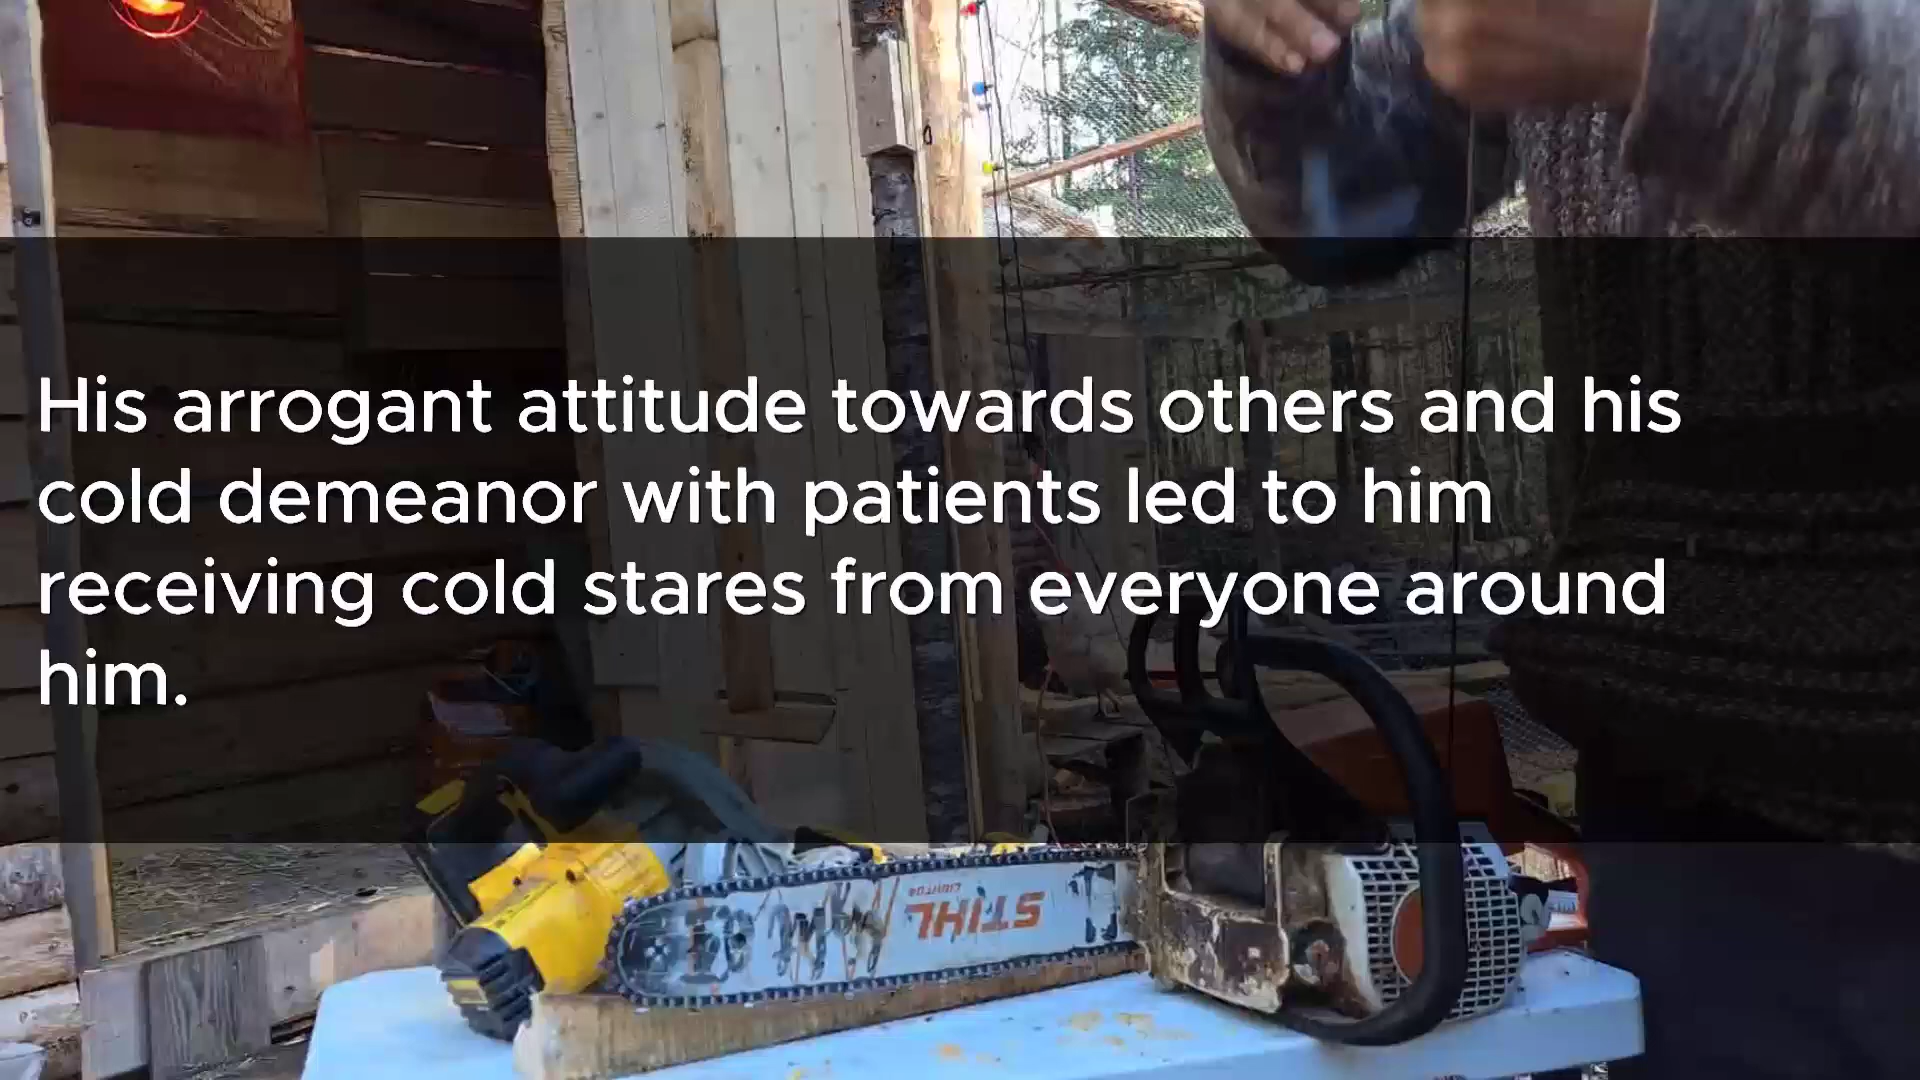 His arrogant attitude towards others and his
cold demeanor with patients led to him
receiving cold stares from everyone around
him.
STIHL